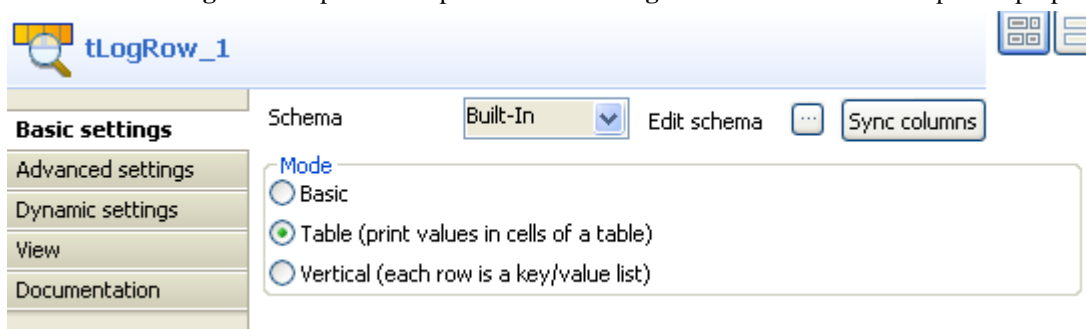 tLogRow_1
Basic settings
Schema Built-In Edit schema ... Sync columns
Advanced settings
Mode
Basic
Dynamic settings
Table (print values in cells of a table)
View
Vertical (each row is a key/value list)
Documentation